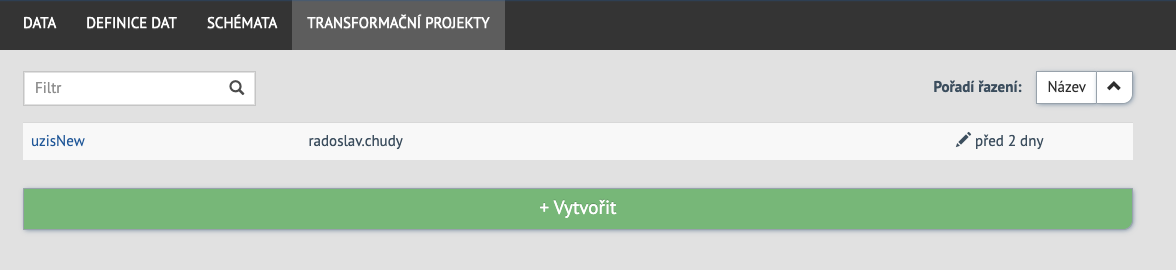 DATA DEFINICE DAT SCHÉMATA TRANSFORMAČNÍ PROJEKTY
Filtr Pořadí řazení: Název
uzisNew radoslav.chudy před 2 dny
+ Vytvořit